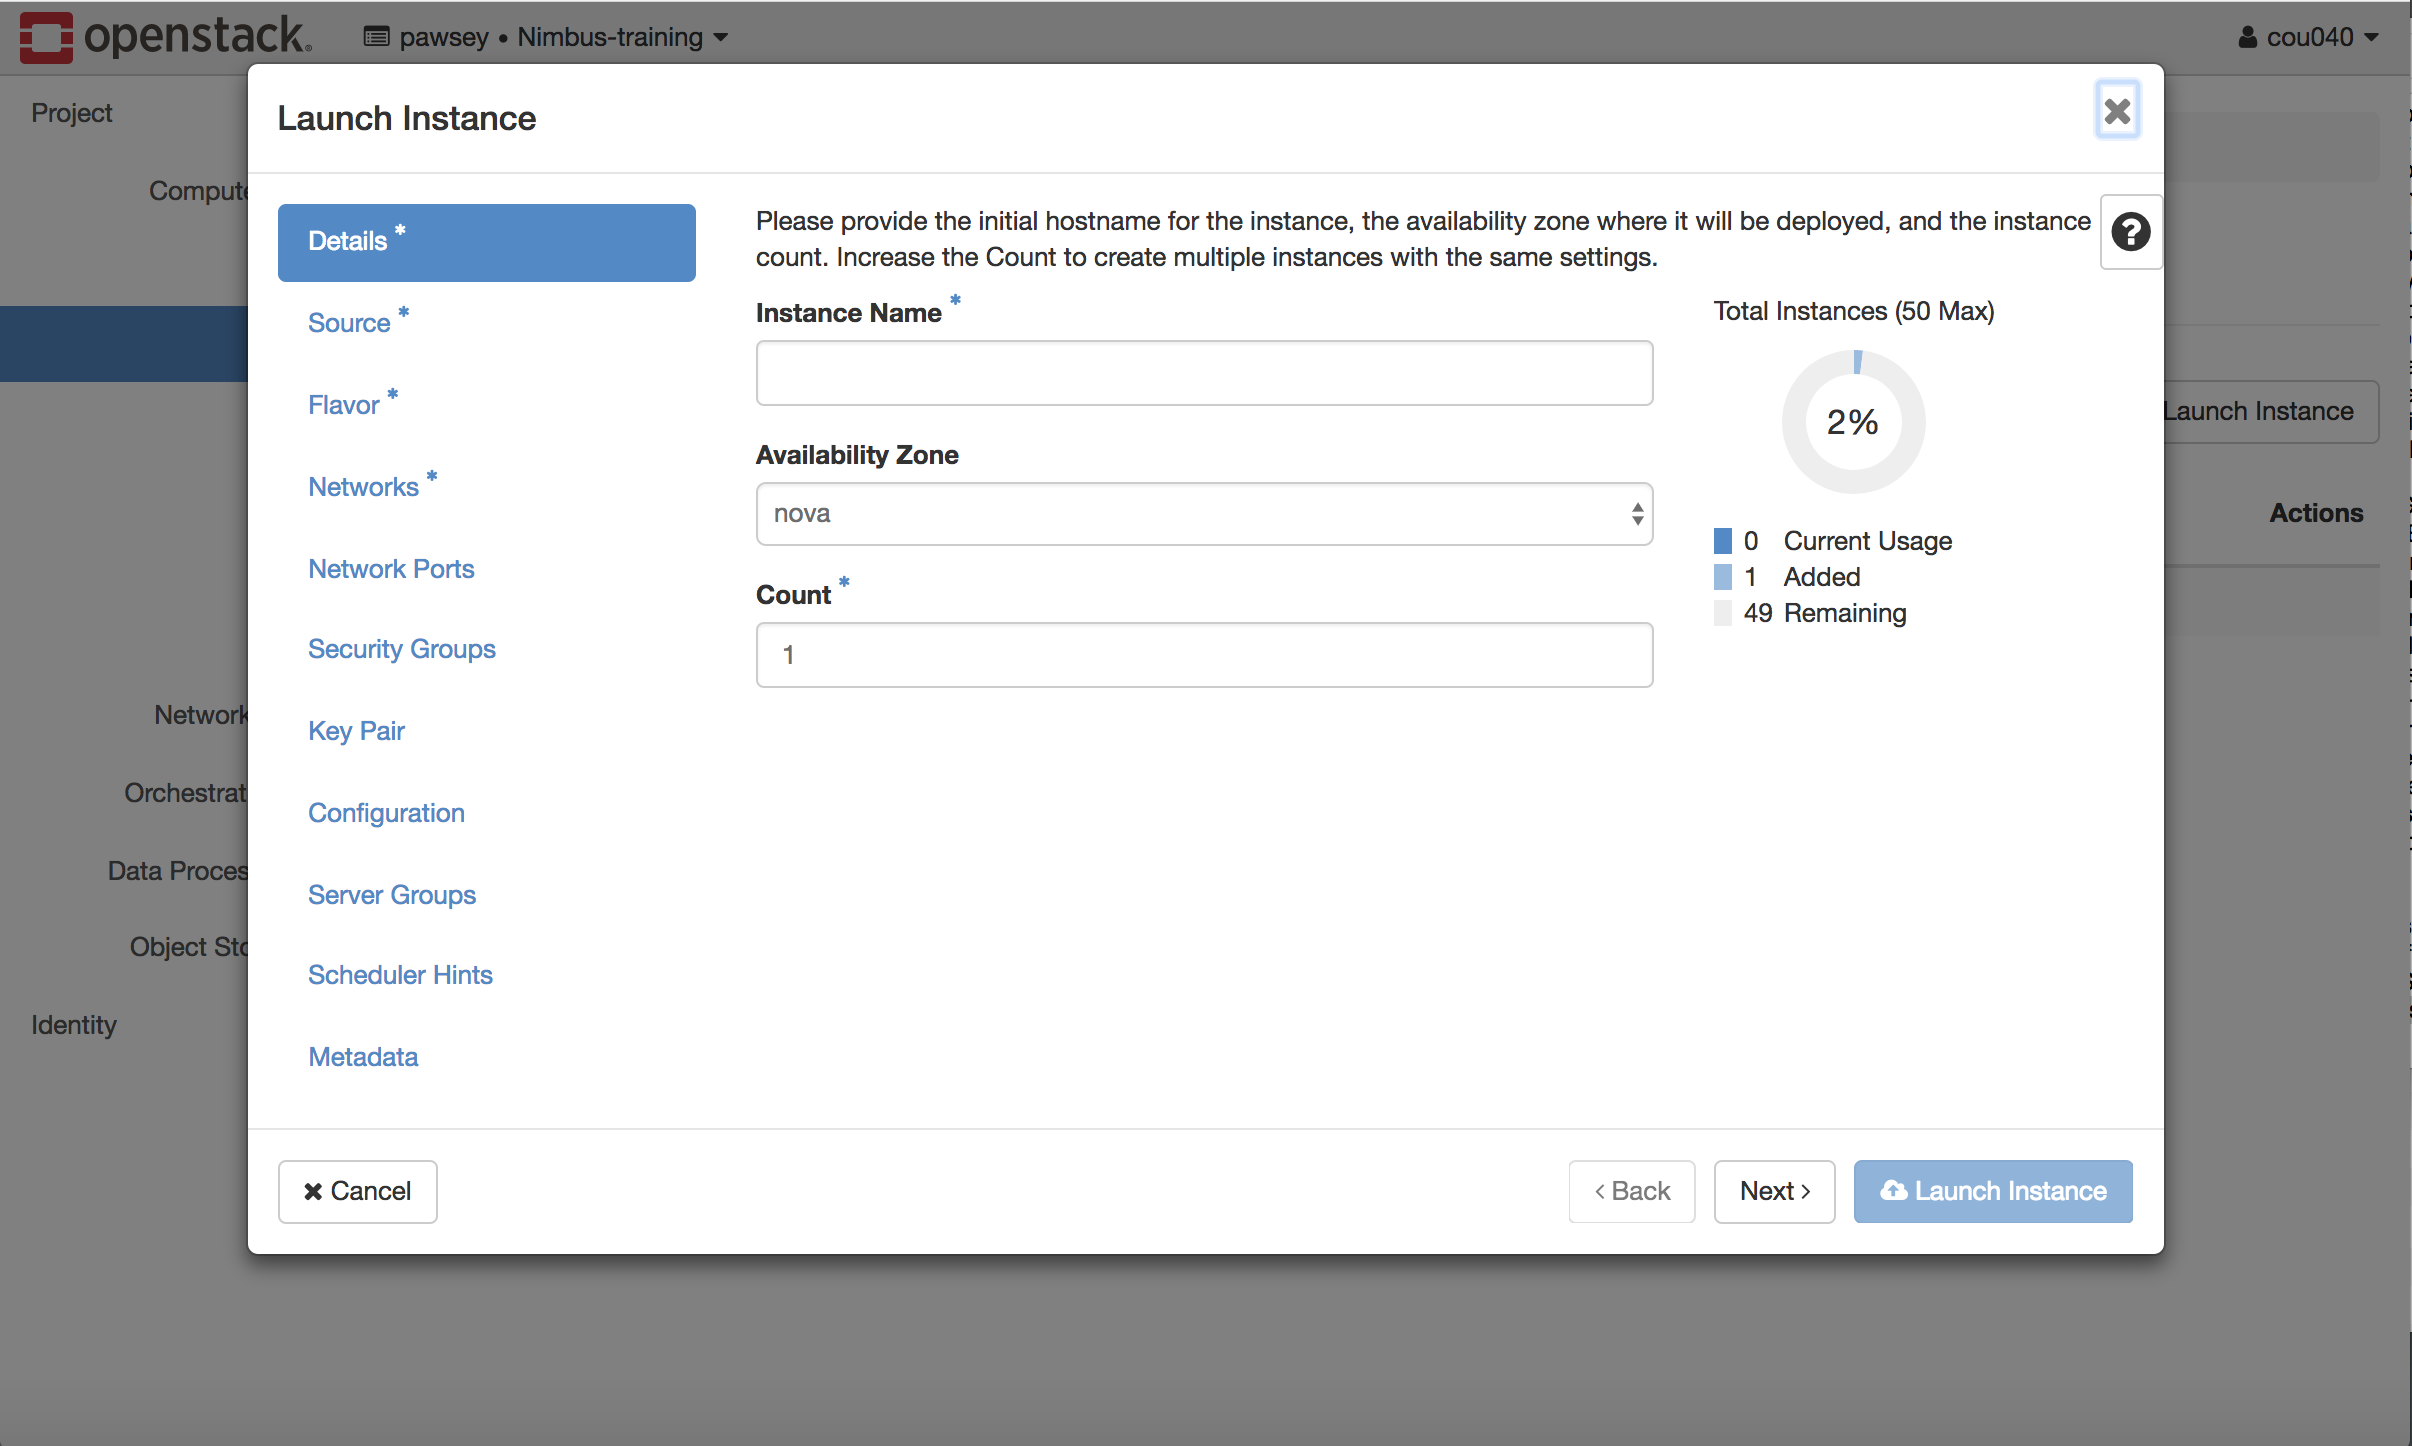 openstack.
pawsey • Nimbus-training
cou040
Project
Compute
Network
Orchestrat
Data Proces
Object Sto
Identity
Launch Instance
Actions
Launch Instance
Details *
Source *
Flavor *
Networks *
Network Ports
Security Groups
Key Pair
Configuration
Server Groups
Scheduler Hints
Metadata
Please provide the initial hostname for the instance, the availability zone where it will be deployed, and the instance
count. Increase the Count to create multiple instances with the same settings.
Instance Name *
Availability Zone
nova
Count *
1
Total Instances (50 Max)
2%
0 Current Usage
1 Added
49 Remaining
Cancel
‹ Back
Next ›
Launch Instance